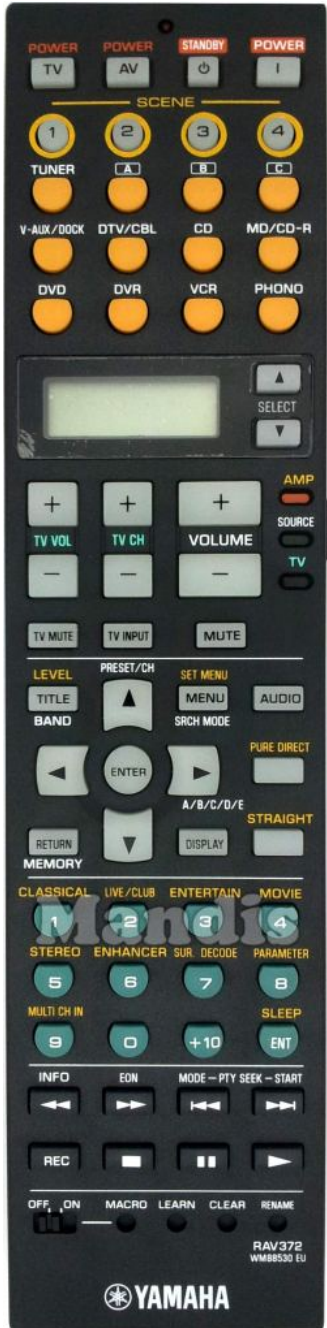 POWER POWER STANDBY POWER
TV AV I
SCENE
1 2 3 4
TUNER A B C
V-AUX/DOCK DTV/CBL CD MD/CD-R
DVD DVR VCR PHONO
SELECT
AMP
SOURCE
TV VOL TV CH VOLUME
TV
TV MUTE TV INPUT MUTE
LEVEL PRESET/CH SET MENU
TITLE MENU AUDIO
BAND SRCH MODE
PURE DIRECT
ENTER
A/B/C/D/E
STRAIGHT
RETURN DISPLAY
MEMORY
CLASSICAL LIVE/CLUB ENTERTAIN MOVIE
1 2 3 4
Mandis
STEREO ENHANCER SUR. DECODE PARAMETER
5 6 7 8
MULTI CH IN SLEEP
9 0 +10 ENT
INFO EON MODE – PTY SEEK – START
REC
OFF ON MACRO LEARN CLEAR RENAME
RAV372
WM88530 EU
YAMAHA